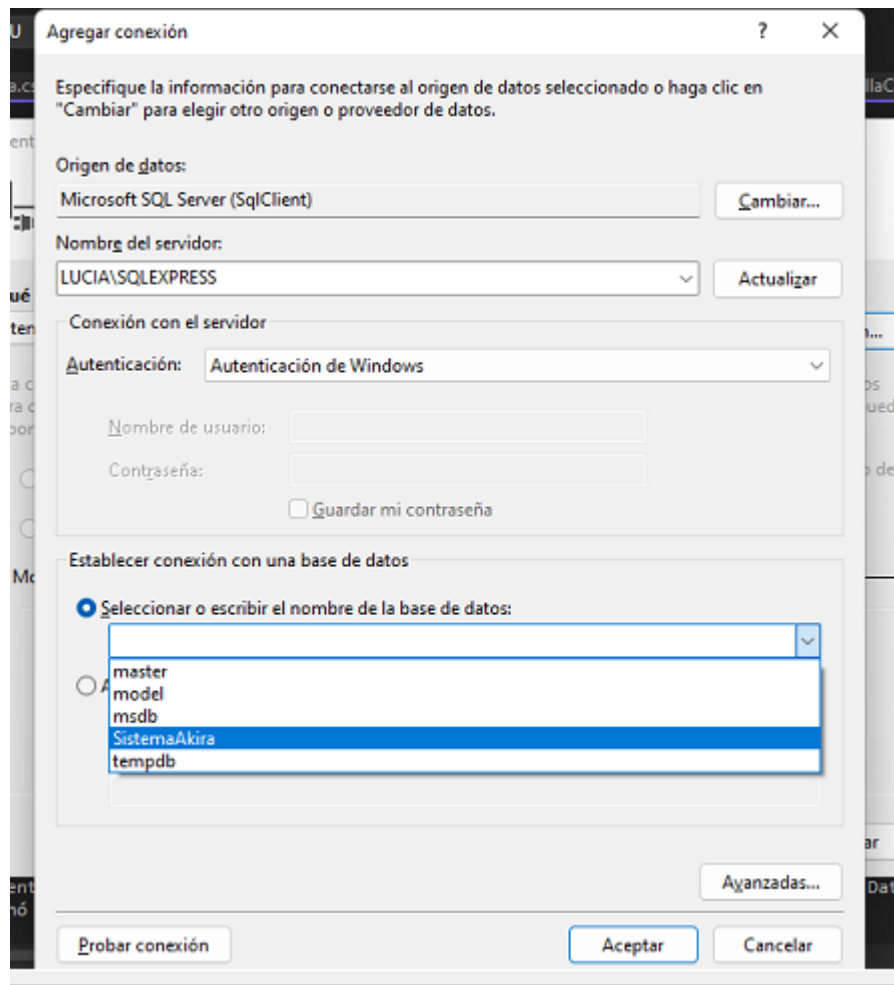 Agregar conexión
?
Especifique la información para conectarse al origen de datos seleccionado o haga clic en
"Cambiar" para elegir otro origen o proveedor de datos.
Origen de datos:
Microsoft SQL Server (SqlClient)
Cambiar...
Nombre del servidor:
LUCIA\SQLEXPRESS
Actualizar
Conexión con el servidor
Autenticación:
Autenticación de Windows
Nombre de usuario:
Contraseña:
Guardar mi contraseña
Establecer conexión con una base de datos
Seleccionar o escribir el nombre de la base de datos:
master
model
msdb
SistemaAkira
tempdb
Avanzadas...
Probar conexión
Aceptar
Cancelar